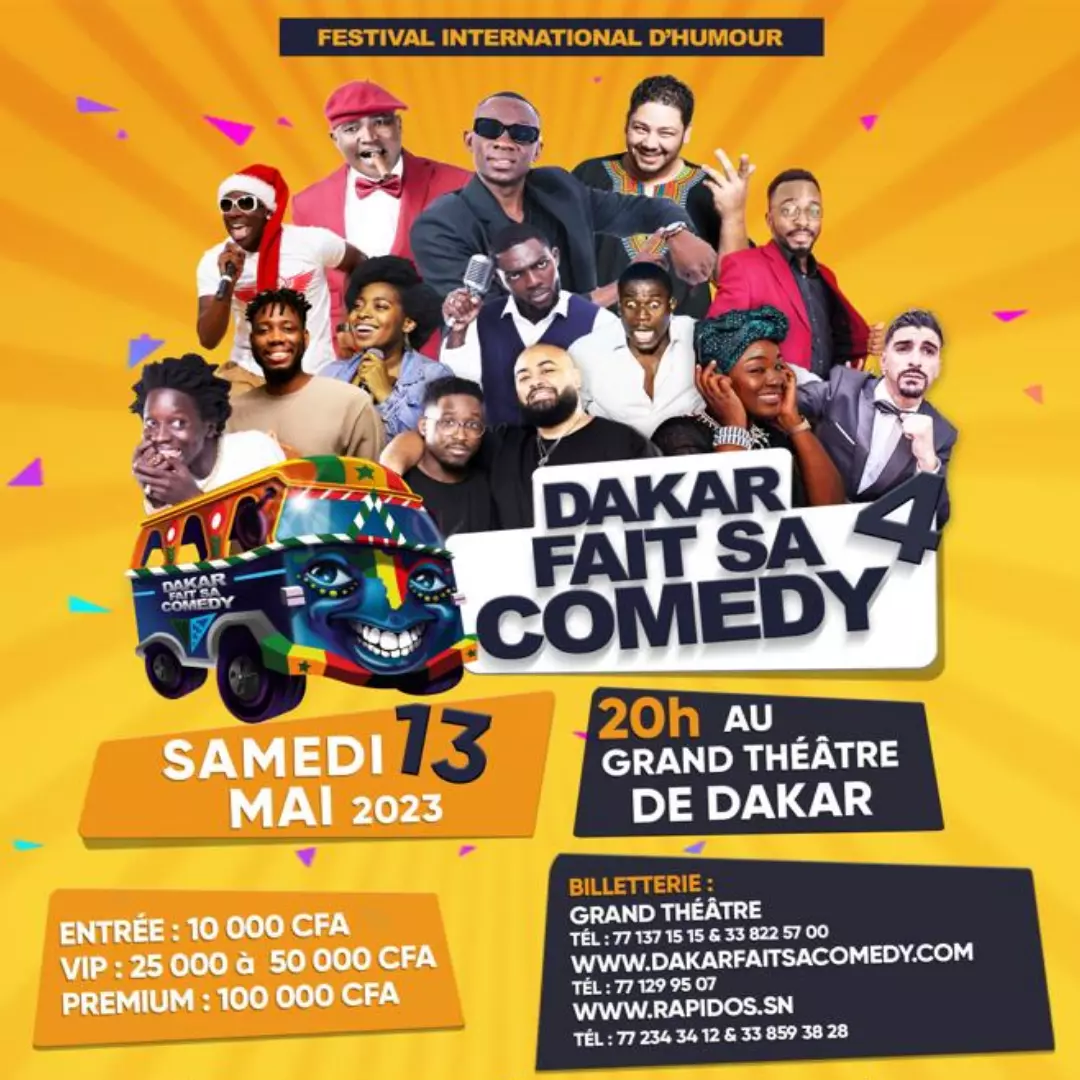 FESTIVAL INTERNATIONAL D'HUMOUR
DAKAR
FAIT SA
COMEDY 4
DAKAR
FAIT SA
COMEDY
SAMEDI 13
MAI 2023
20h AU
GRAND THÉÂTRE
DE DAKAR
ENTRÉE : 10 000 CFA
VIP : 25 000 à 50 000 CFA
PREMIUM : 100 000 CFA
BILLETTERIE :
GRAND THÉÂTRE
TÉL : 77 137 15 15 & 33 822 57 00
WWW.DAKARFAITSACOMEDY.COM
TÉL : 77 129 95 07
WWW.RAPIDOS.SN
TÉL : 77 234 34 12 & 33 859 38 28